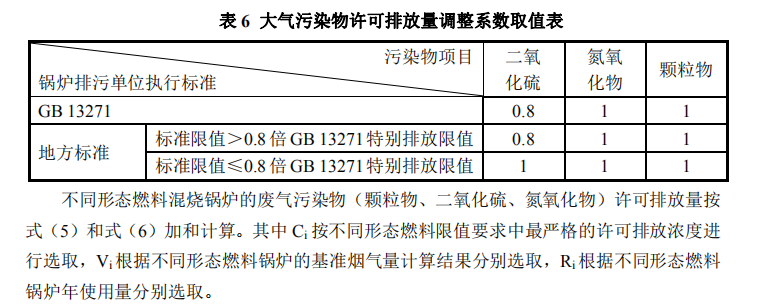 表 6 大气污染物许可排放量调整系数取值表
污染物项目
锅炉排污单位执行标准
二氧
化硫
氮氧
化物
颗粒物
GB 13271 0.8 1 1
地方标准
标准限值＞0.8 倍 GB 13271 特别排放限值 0.8 1 1
标准限值≤0.8 倍 GB 13271 特别排放限值 1 1 1
不同形态燃料混烧锅炉的废气污染物（颗粒物、二氧化硫、氮氧化物）许可排放量按
式（5）和式（6）加和计算。其中 Ci 按不同形态燃料限值要求中最严格的许可排放浓度进
行选取，Vi 根据不同形态燃料锅炉的基准烟气量计算结果分别选取，Ri 根据不同形态燃料
锅炉年使用量分别选取。